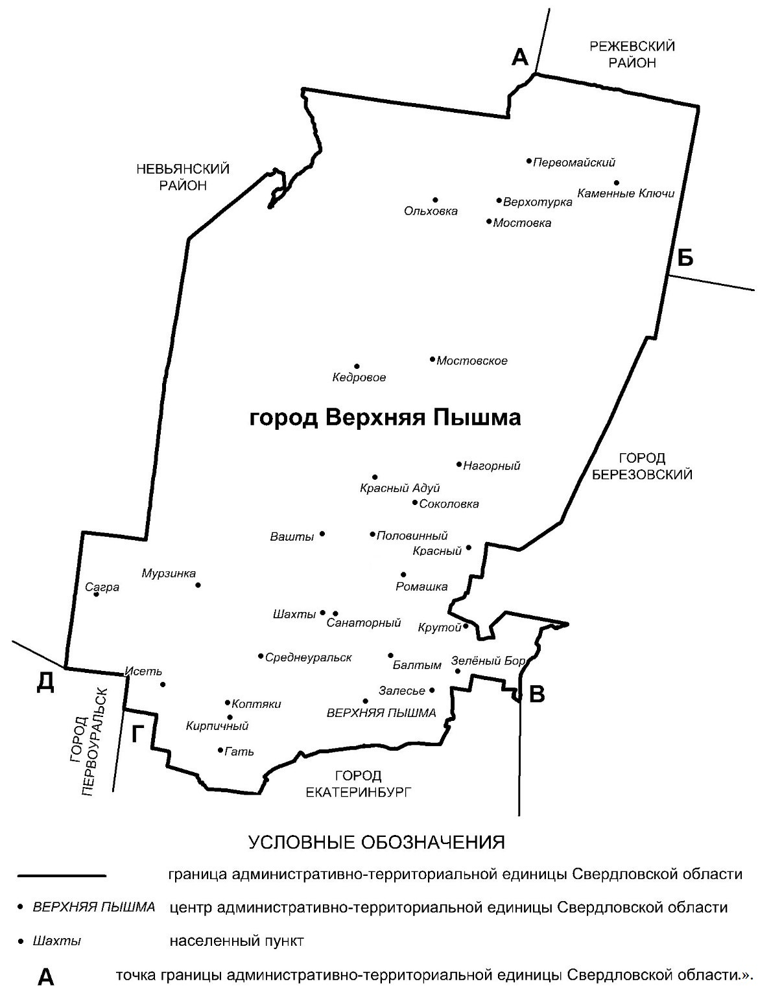 А
РЕЖЕВСКИЙ
РАЙОН
НЕВЬЯНСКИЙ
РАЙОН
Первомайский
Каменные Ключи
Верхотурка
Ольховка
Мостовка
Б
Мостовское
Кедровое
город Верхняя Пышма
ГОРОД
БЕРЕЗОВСКИЙ
Нагорный
Красный Адуй
Соколовка
Вашты
Половинный
Красный
Мурзинка
Сагра
Ромашка
Шахты
Санаторный
Крутой
Среднеуральск
Балтым
Зелёный Бор
Исеть
Д
Залесье
В
Коптяки
ВЕРХНЯЯ ПЫШМА
Кирпичный
Г
ГОРОД
ПЕРВОУРАЛЬСК
Гать
ГОРОД
ЕКАТЕРИНБУРГ
УСЛОВНЫЕ ОБОЗНАЧЕНИЯ
граница административно-территориальной единицы Свердловской области
ВЕРХНЯЯ ПЫШМА центр административно-территориальной единицы Свердловской области
Шахты населенный пункт
А точка границы административно-территориальной единицы Свердловской области.».